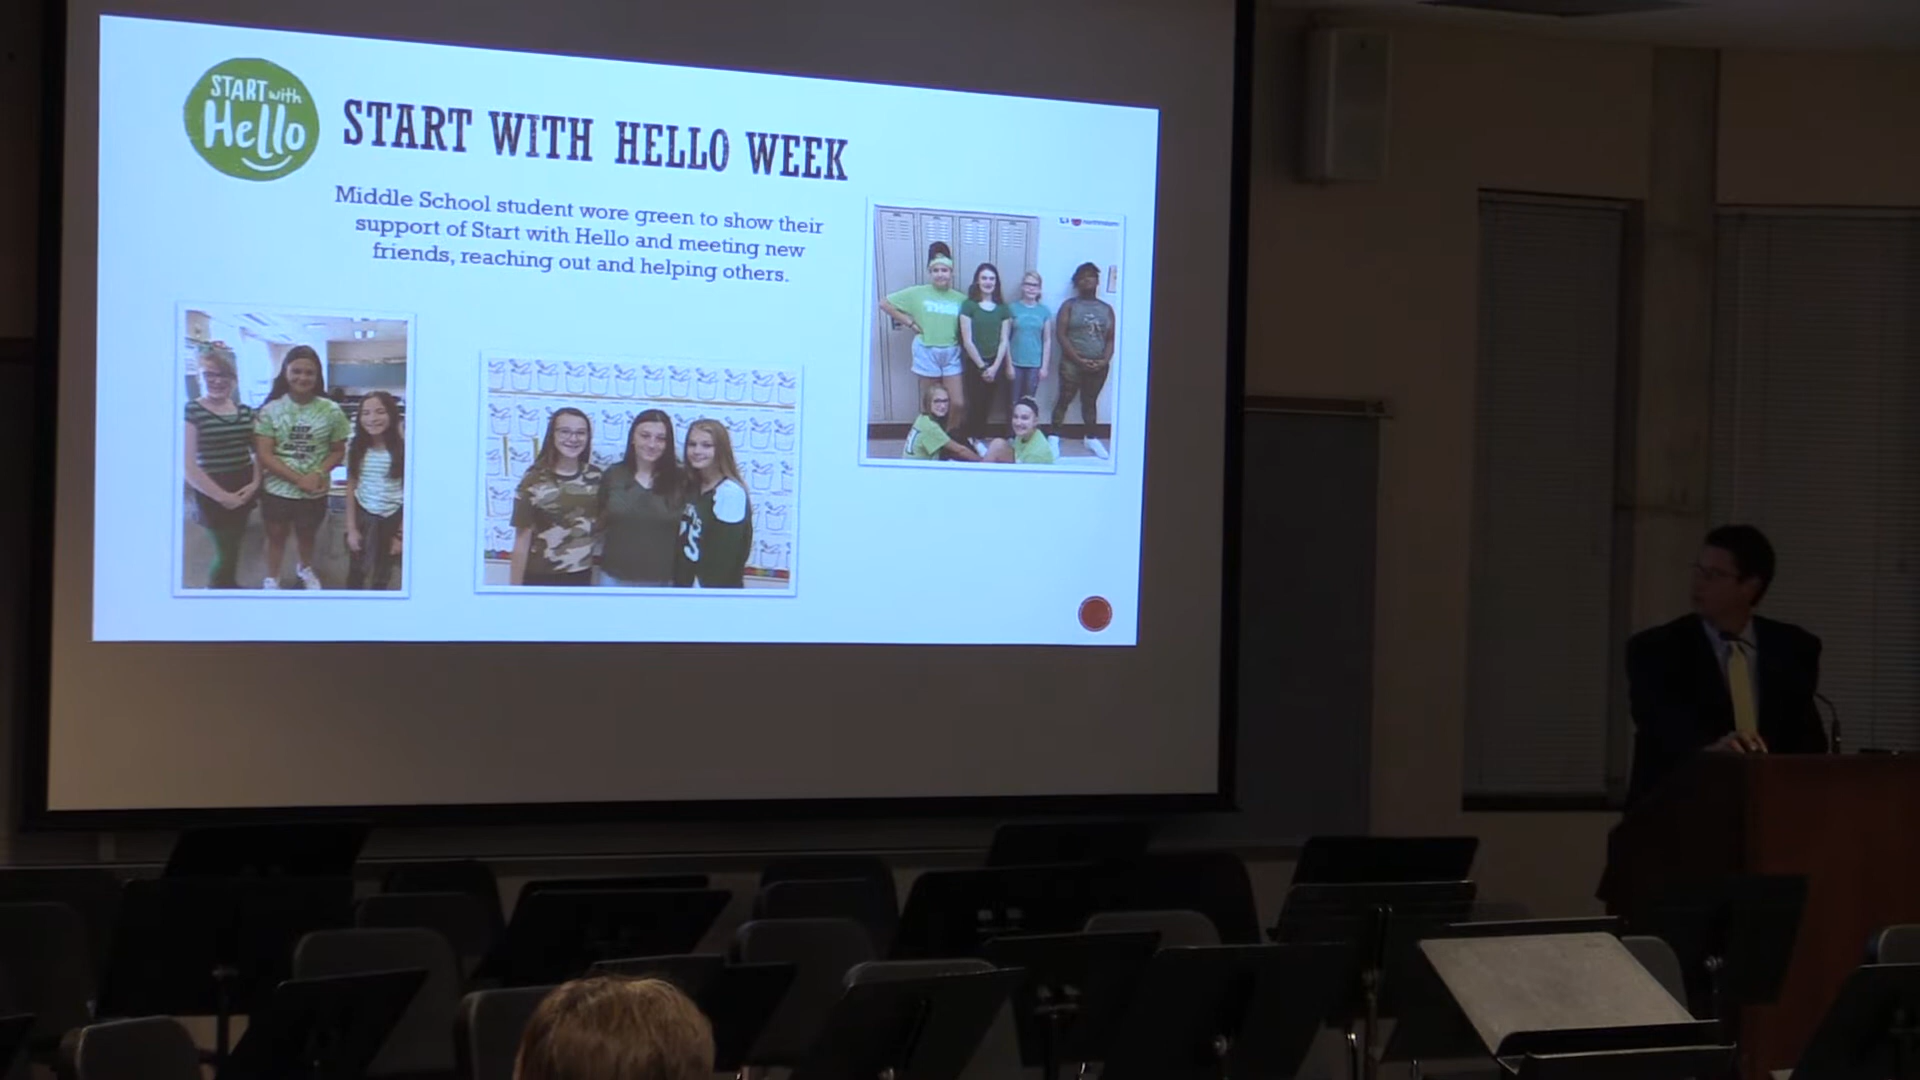 START with
Hello
START WITH HELLO WEEK
Middle School student wore green to show their
support of Start with Hello and meeting new
friends, reaching out and helping others.